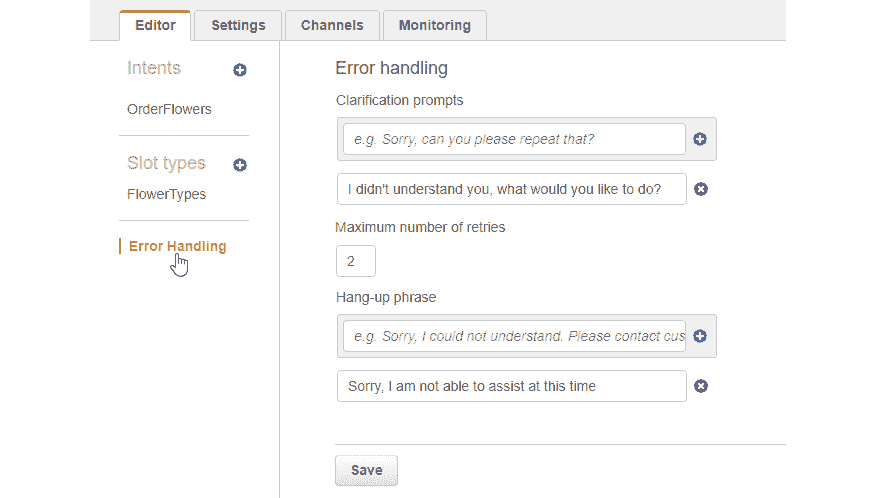 Editor Settings Channels Monitoring
Intents
OrderFlowers
Slot types
FlowerTypes
Error Handling
Error handling
Clarification prompts
e.g. Sorry, can you please repeat that?
I didn't understand you, what would you like to do?
Maximum number of retries
2
Hang-up phrase
e.g. Sorry, I could not understand. Please contact cus
Sorry, I am not able to assist at this time
Save